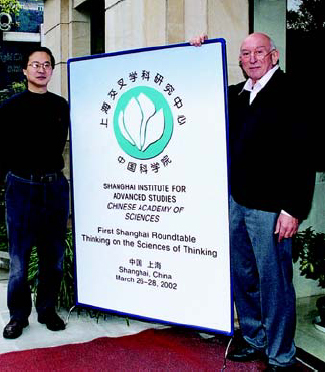 上海交叉学科研究中心
中国科学院
SHANGHAI INSTITUTE FOR
ADVANCED STUDIES
(CHINESE ACADEMY OF
SCIENCES
First Shanghai Roundtable
Thinking on the Sciences of Thinking
中国 上海
Shanghai, China
March 25-28, 2002